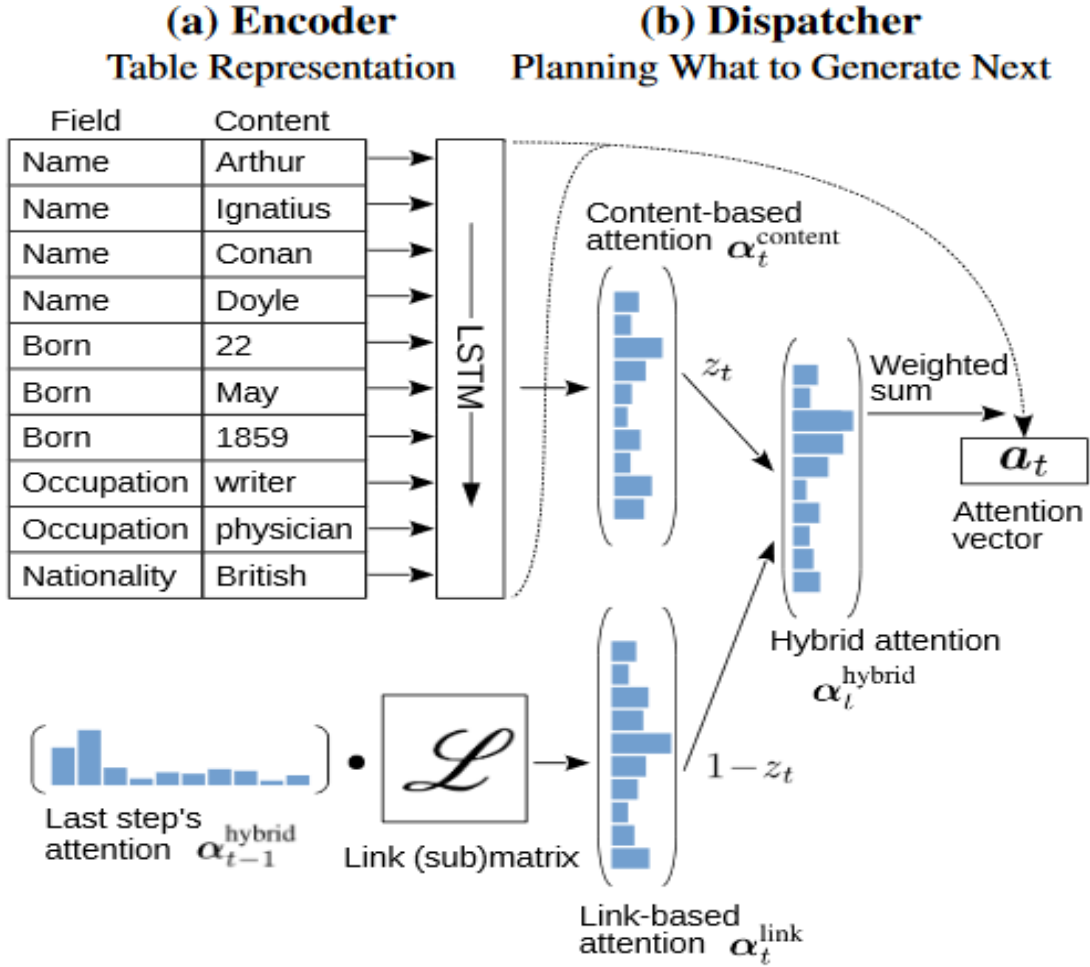 (a) Encoder
Table Representation
(b) Dispatcher
Planning What to Generate Next
Field Content
Name Arthur
Name Ignatius
Name Conan
Name Doyle
Born 22
Born May
Born 1859
Occupation writer
Occupation physician
Nationality British
LSTM
Content-based
attention α_t^content
z_t
Weighted
sum
a_t
Attention
vector
Hybrid attention
α_t^hybrid
Last step's
attention α_{t−1}^hybrid
ℒ
Link (sub)matrix
1−z_t
Link-based
attention α_t^link